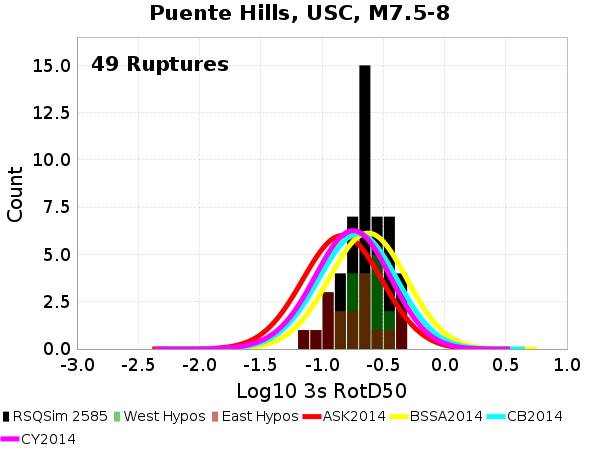 Puente Hills, USC, M7.5-8
49 Ruptures
Count
15.0
12.5
10.0
7.5
5.0
2.5
0.0
-3.0 -2.5 -2.0 -1.5 -1.0 -0.5 0.0 0.5 1.0
Log10 3s RotD50
RSQSim 2585 West Hypos East Hypos ASK2014 BSSA2014 CB2014
CY2014